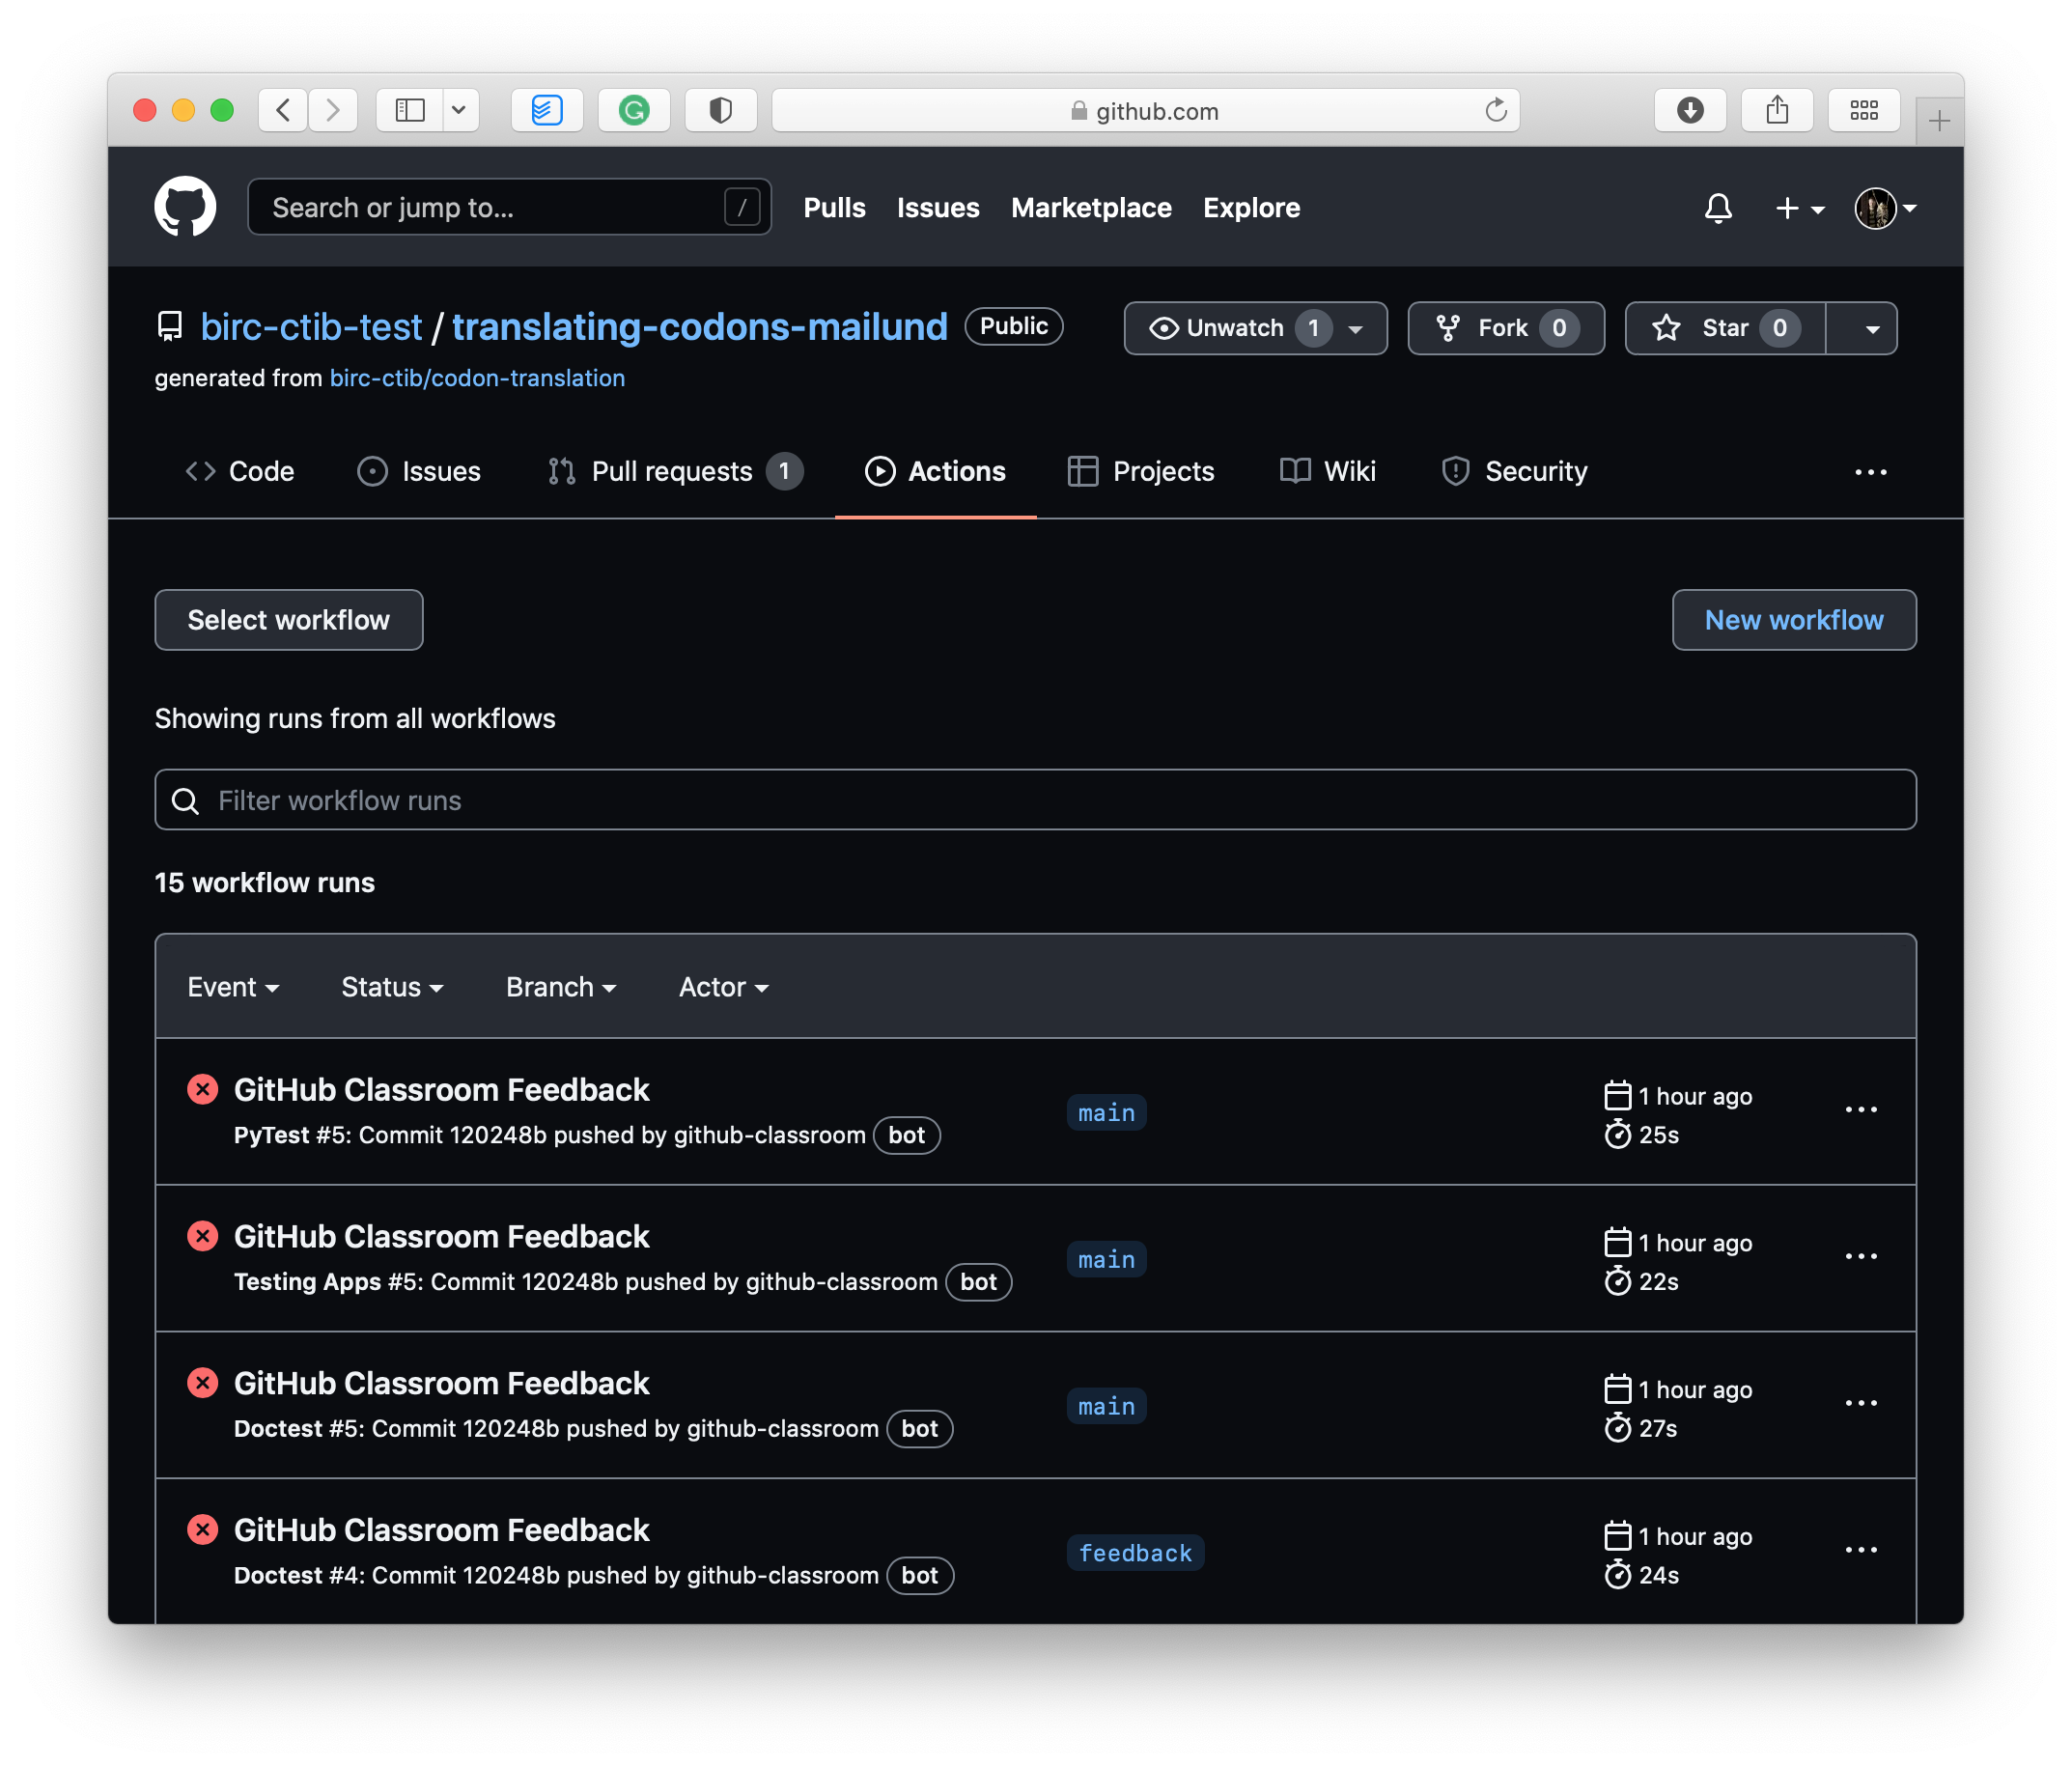 github.com
Search or jump to... / Pulls Issues Marketplace Explore
birc-ctib-test / translating-codons-mailund Public Unwatch 1 Fork 0 Star 0
generated from birc-ctib/codon-translation
Code Issues Pull requests 1 Actions Projects Wiki Security
Select workflow New workflow
Showing runs from all workflows
Filter workflow runs
15 workflow runs
Event Status Branch Actor
GitHub Classroom Feedback
main 1 hour ago
PyTest #5: Commit 120248b pushed by github-classroom bot 25s
GitHub Classroom Feedback
main 1 hour ago
Testing Apps #5: Commit 120248b pushed by github-classroom bot 22s
GitHub Classroom Feedback
main 1 hour ago
Doctest #5: Commit 120248b pushed by github-classroom bot 27s
GitHub Classroom Feedback
feedback 1 hour ago
Doctest #4: Commit 120248b pushed by github-classroom bot 24s